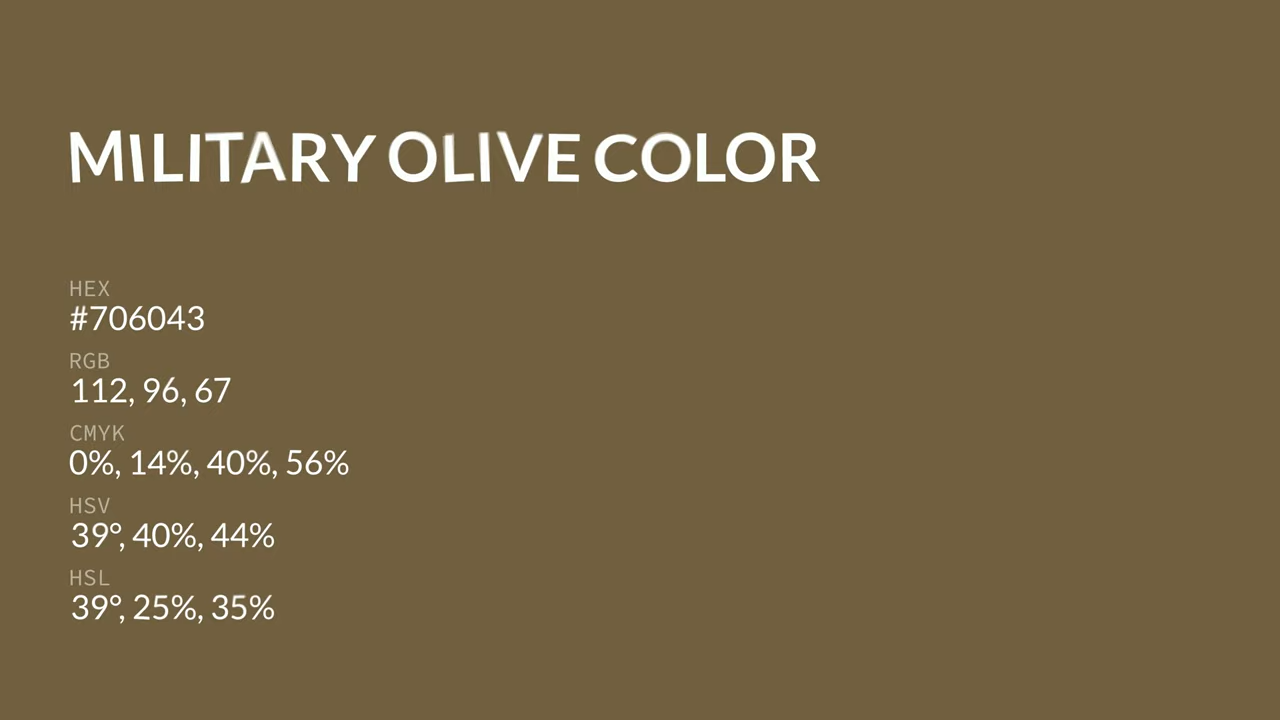 MILITARY OLIVE COLOR
HEX
#706043
RGB
112, 96, 67
CMYK
0%, 14%, 40%, 56%
HSV
39°, 40%, 44%
HSL
39°, 25%, 35%